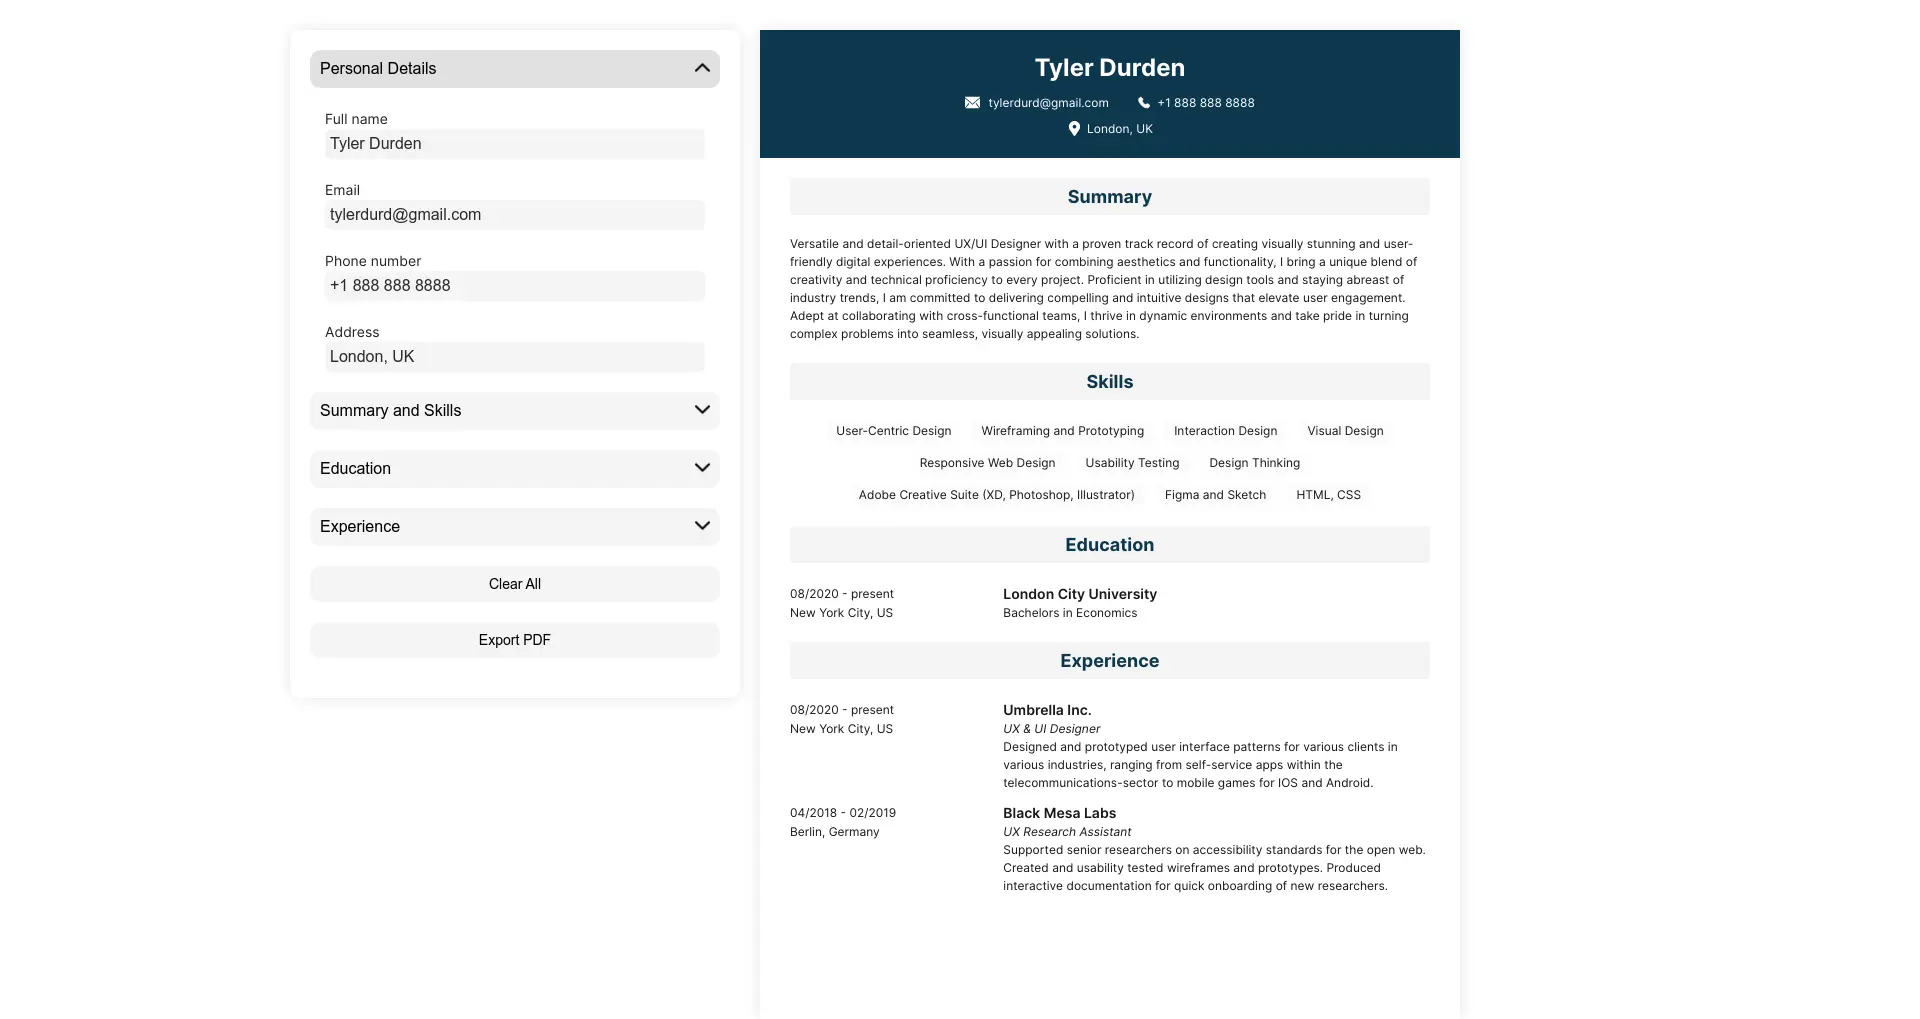 Personal Details
Full name
Tyler Durden
Email
tylerdurd@gmail.com
Phone number
+1 888 888 8888
Address
London, UK
Summary and Skills
Education
Experience
Clear All
Export PDF
Tyler Durden
tylerdurd@gmail.com +1 888 888 8888
London, UK
Summary
Versatile and detail-oriented UX/UI Designer with a proven track record of creating visually stunning and user-
friendly digital experiences. With a passion for combining aesthetics and functionality, I bring a unique blend of
creativity and technical proficiency to every project. Proficient in utilizing design tools and staying abreast of
industry trends, I am committed to delivering compelling and intuitive designs that elevate user engagement.
Adept at collaborating with cross-functional teams, I thrive in dynamic environments and take pride in turning
complex problems into seamless, visually appealing solutions.
Skills
User-Centric Design Wireframing and Prototyping Interaction Design Visual Design
Responsive Web Design Usability Testing Design Thinking
Adobe Creative Suite (XD, Photoshop, Illustrator) Figma and Sketch HTML, CSS
Education
08/2020 - present London City University
New York City, US Bachelors in Economics
Experience
08/2020 - present Umbrella Inc.
New York City, US UX & UI Designer
Designed and prototyped user interface patterns for various clients in
various industries, ranging from self-service apps within the
telecommunications-sector to mobile games for IOS and Android.
04/2018 - 02/2019 Black Mesa Labs
Berlin, Germany UX Research Assistant
Supported senior researchers on accessibility standards for the open web.
Created and usability tested wireframes and prototypes. Produced
interactive documentation for quick onboarding of new researchers.